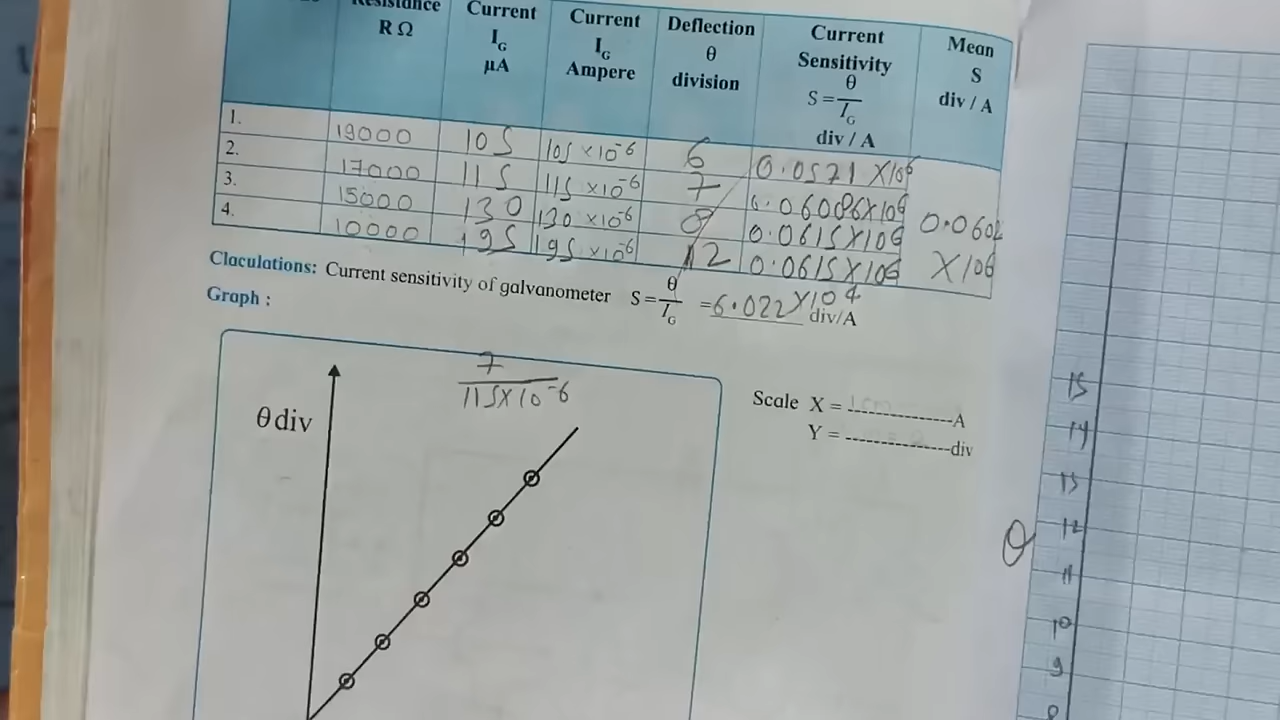 Resistance R Ω | Current I_G μA | Current I_G Ampere | Deflection θ division | Current Sensitivity S = θ/I_G div / A | Mean S div / A
1. 19000 105 105 ×10⁻⁶ 6 0.0571 ×10⁶
2. 17000 115 115 ×10⁻⁶ 7 0.06086×10⁶
3. 15000 130 130 ×10⁻⁶ 8 0.0615×10⁶
4. 10000 195 195 ×10⁻⁶ 12 0.0615×10⁶
0.0602
×10⁶
Claculations: Current sensitivity of galvanometer S = θ/I_G = 6.022×10⁴ div/A
Graph :
7/115×10⁻⁶
θ div
Scale X = ---------------A
Y = ---------------div
15
14
13
12
θ
11
10
9
8